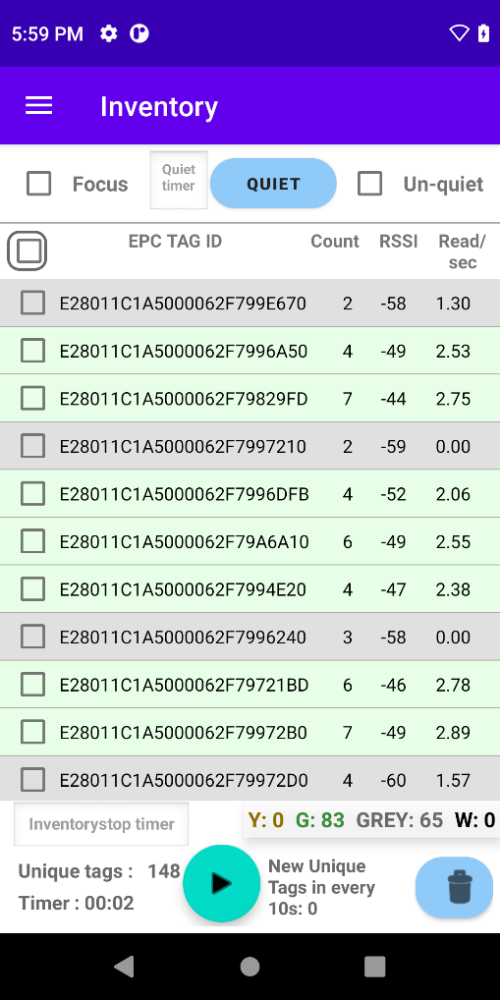 5:59 PM
Inventory
Focus
Quiet timer
QUIET
Un-quiet
EPC TAG ID Count RSSI Read/
sec
E28011C1A5000062F799E670 2 -58 1.30
E28011C1A5000062F7996A50 4 -49 2.53
E28011C1A5000062F79829FD 7 -44 2.75
E28011C1A5000062F7997210 2 -59 0.00
E28011C1A5000062F7996DFB 4 -52 2.06
E28011C1A5000062F79A6A10 6 -49 2.55
E28011C1A5000062F7994E20 4 -47 2.38
E28011C1A5000062F7996240 3 -58 0.00
E28011C1A5000062F79721BD 6 -46 2.78
E28011C1A5000062F79972B0 7 -49 2.89
E28011C1A5000062F79972D0 4 -60 1.57
Inventorystop timer
Y: 0 G: 83 GREY: 65 W: 0
Unique tags : 148
Timer : 00:02
New Unique
Tags in every
10s: 0